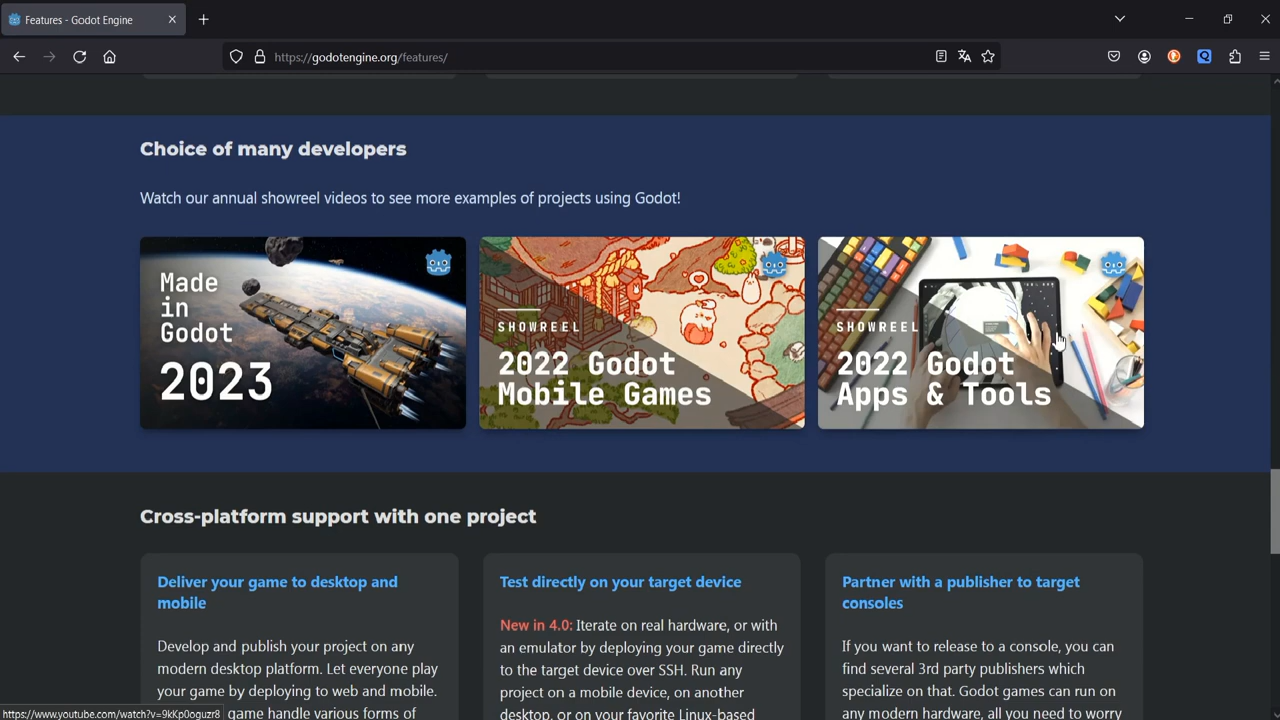 Features - Godot Engine
https://godotengine.org/features/
Choice of many developers
Watch our annual showreel videos to see more examples of projects using Godot!
Made
in
Godot
2023
SHOWREEL
2022 Godot
Mobile Games
SHOWREEL
2022 Godot
Apps & Tools
Cross-platform support with one project
Deliver your game to desktop and
mobile
Develop and publish your project on any
modern desktop platform. Let everyone play
your game by deploying to web and mobile.
game handle various forms of
Test directly on your target device
New in 4.0: Iterate on real hardware, or with
an emulator by deploying your game directly
to the target device over SSH. Run any
project on a mobile device, on another
desktop, or on your favorite Linux-based
Partner with a publisher to target
consoles
If you want to release to a console, you can
find several 3rd party publishers which
specialize on that. Godot games can run on
any modern hardware, all you need to worry
https://www.youtube.com/watch?v=9kKp0oguzr8